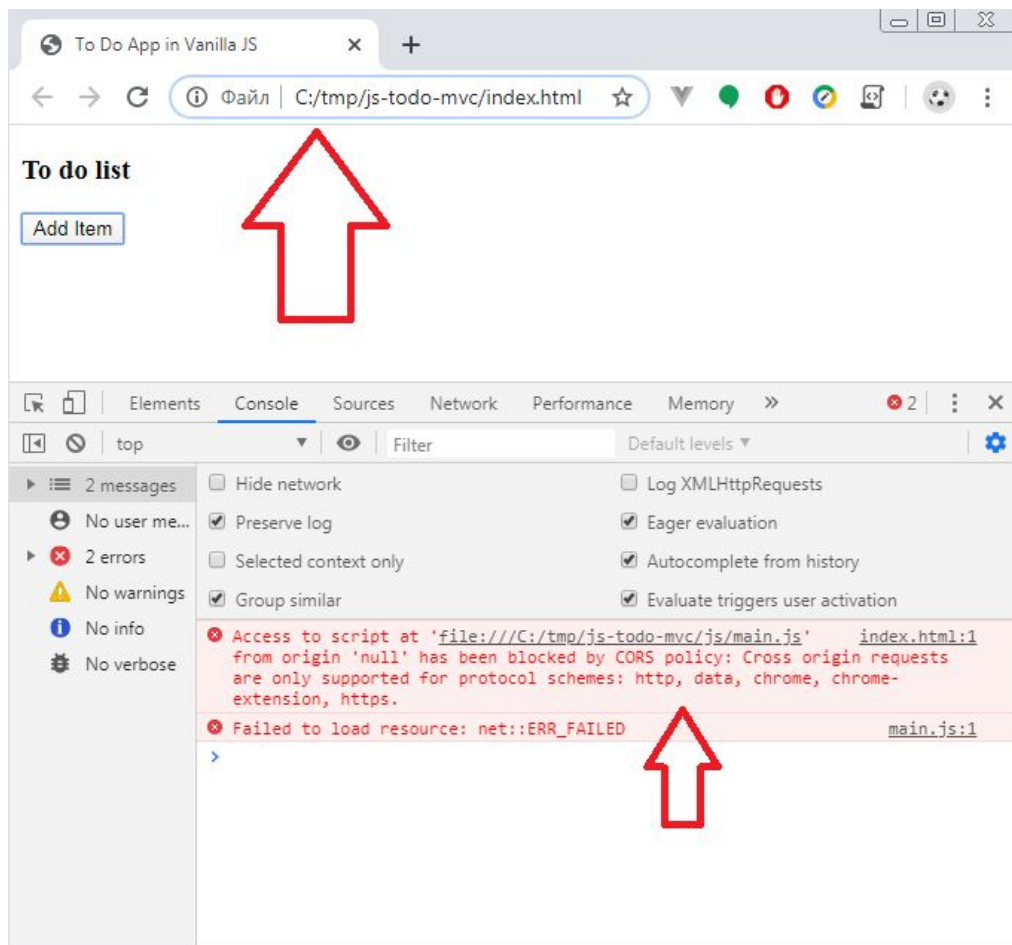 To Do App in Vanilla JS
Файл | C:/tmp/js-todo-mvc/index.html
To do list
Add Item
Elements Console Sources Network Performance Memory » 2
top Filter Default levels
2 messages
No user me...
2 errors
No warnings
No info
No verbose
Hide network Log XMLHttpRequests
Preserve log Eager evaluation
Selected context only Autocomplete from history
Group similar Evaluate triggers user activation
Access to script at 'file:///C:/tmp/js-todo-mvc/js/main.js' index.html:1
from origin 'null' has been blocked by CORS policy: Cross origin requests
are only supported for protocol schemes: http, data, chrome, chrome-
extension, https.
Failed to load resource: net::ERR_FAILED main.js:1